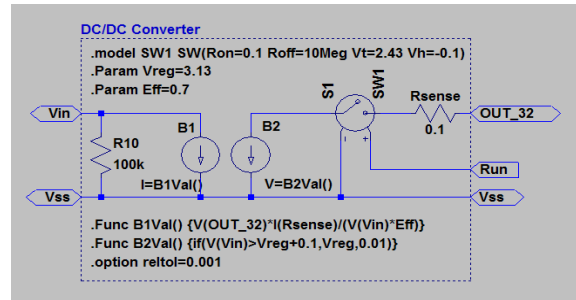 DC/DC Converter
.model SW1 SW(Ron=0.1 Roff=10Meg Vt=2.43 Vh=-0.1)
.Param Vreg=3.13
.Param Eff=0.7
S1
SW1
Rsense
Vin
B1
B2
OUT_32
0.1
R10
100k
Run
I=B1Val()
V=B2Val()
Vss
Vss
.Func B1Val() {V(OUT_32)*I(Rsense)/(V(Vin)*Eff)}
.Func B2Val() {if(V(Vin)>Vreg+0.1,Vreg,0.01)}
.option reltol=0.001